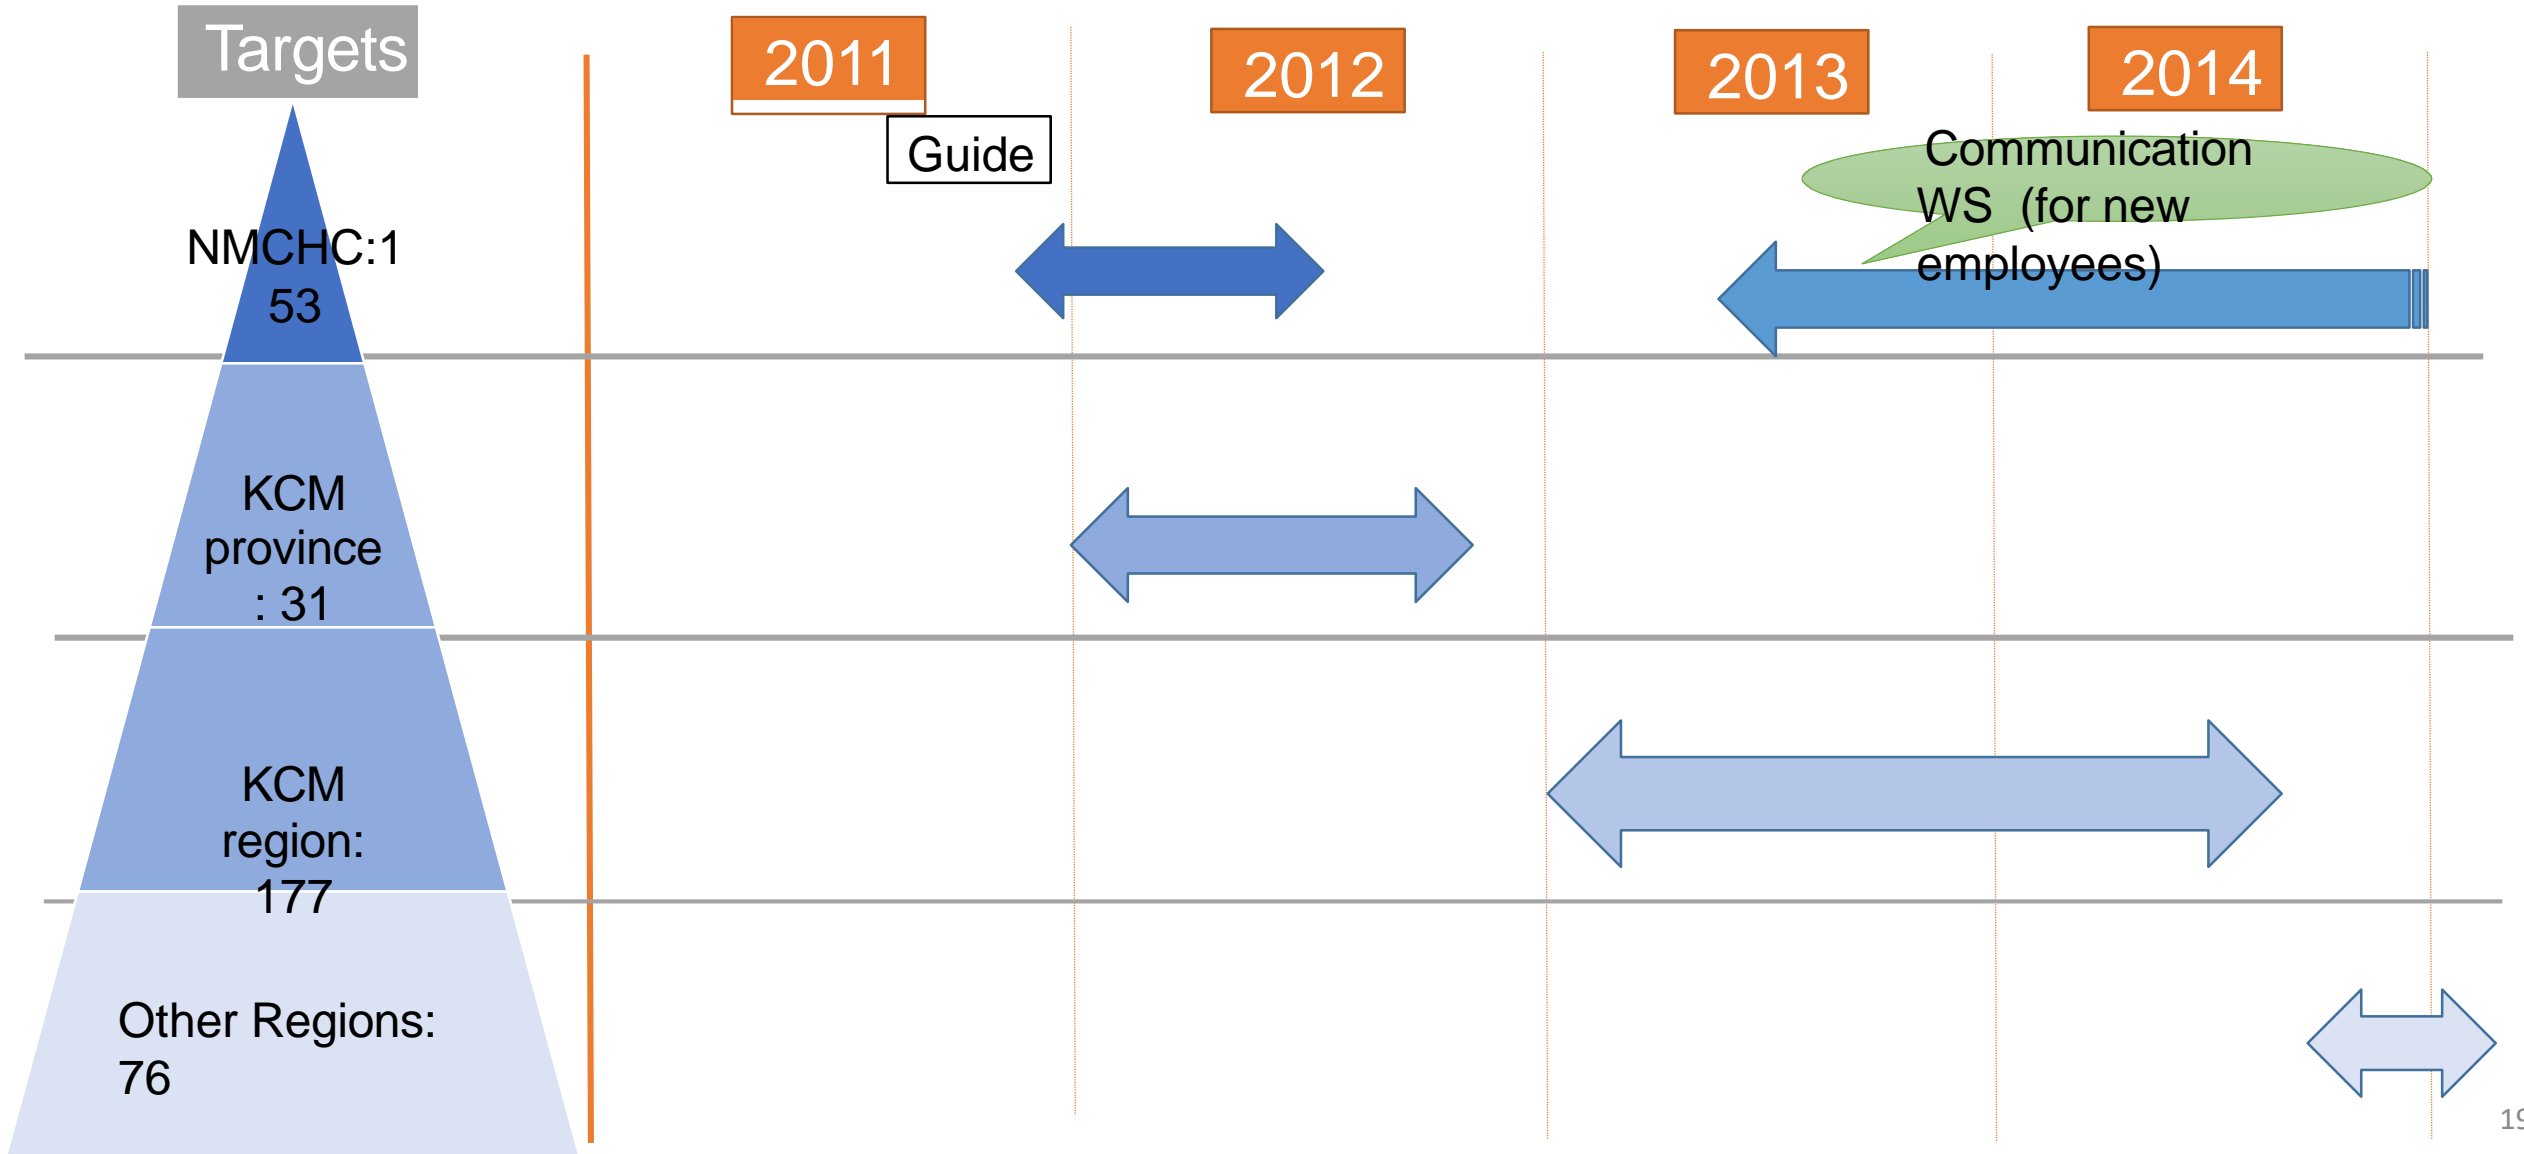 Targets
2011
2012
2013
2014
Guide
Communication
WS (for new
employees)
NMCHC:1
53
KCM
province
: 31
KCM
region:
177
Other Regions:
76
19